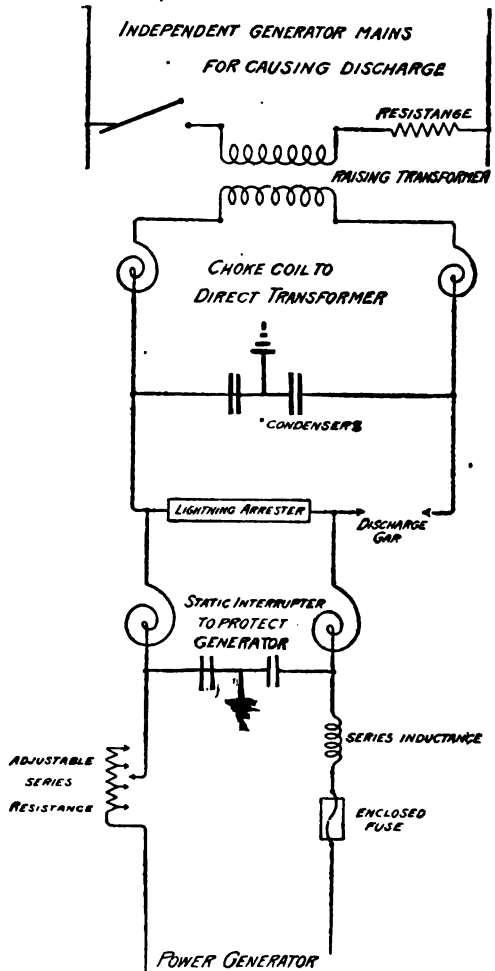 INDEPENDENT GENERATOR MAINS
FOR CAUSING DISCHARGE
RESISTANGE
RAISING TRANSFORMER
CHOKE COIL TO
DIRECT TRANSFORMER
CONDENSERS
LIGHTNING ARRESTER
DISCHARGE
GAP
STATIC INTERRUPTER
TO PROTECT
GENERATOR
SERIES INDUCTANCE
ADJUSTABLE
SERIES
RESISTANCE
ENCLOSED
FUSE
POWER GENERATOR